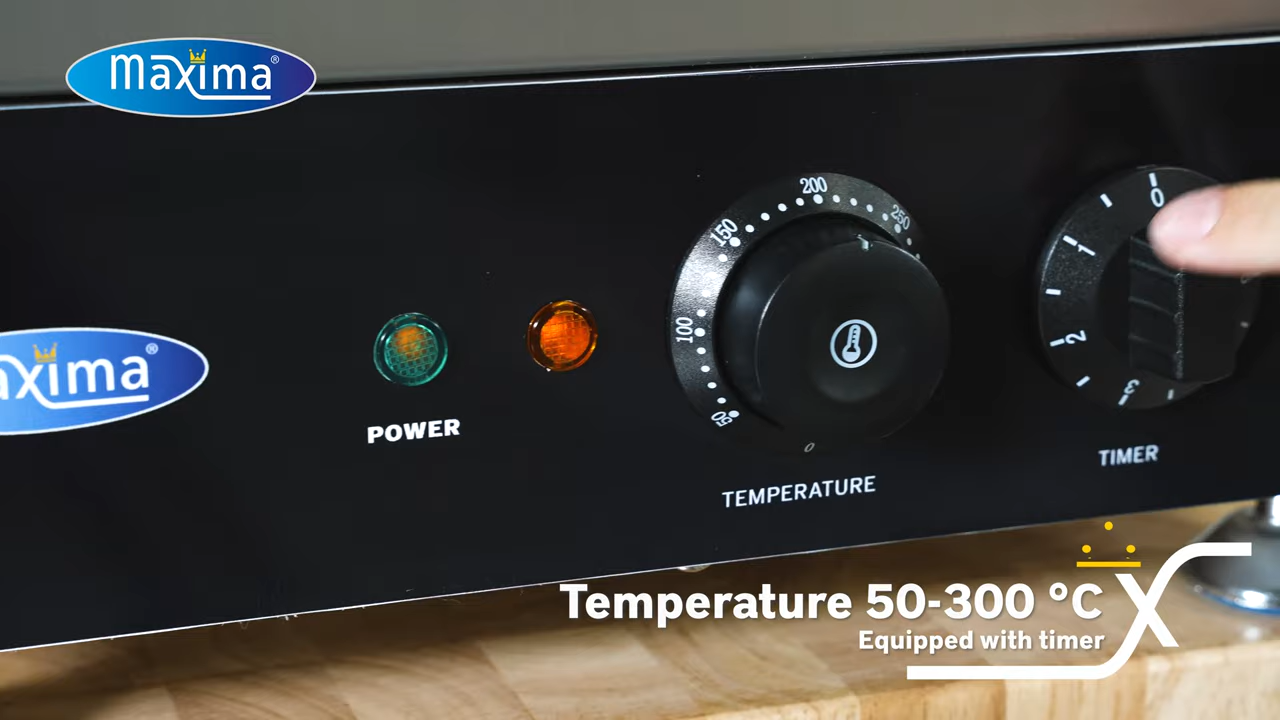 maxima®
200
250
150
100
50
0
0
1
2
3
axima®
POWER
TEMPERATURE
TIMER
Temperature 50-300 °C
Equipped with timer